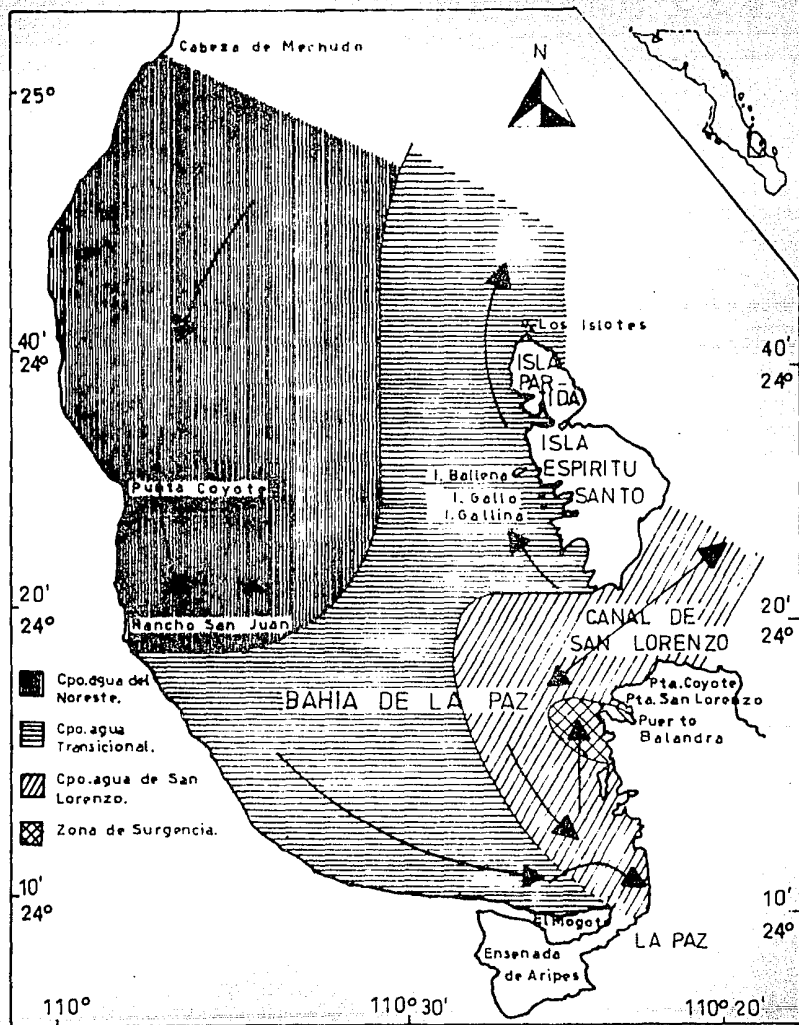 Cabeza de Mechudo
N
25°
40'
24°
Los Islotes
40'
24°
ISLA
PAR-
TIDA
ISLA
ESPIRITU
SANTO
I. Ballena
I. Gallo
I. Gallina
Punta Coyote
20'
24°
Rancho San Juan
CANAL DE
SAN LORENZO
20'
24°
Cpo.agua del
Noreste.
Cpo.agua
Transicional.
Cpo.agua de San
Lorenzo.
Zona de Surgencia.
BAHIA DE LA PAZ
Pta.Coyote
Pta.San Lorenzo
Puerto
Balandra
10'
24°
El Mogote
10'
24°
LA PAZ
Ensenada
de Aripes
110°
110° 30'
110° 20'